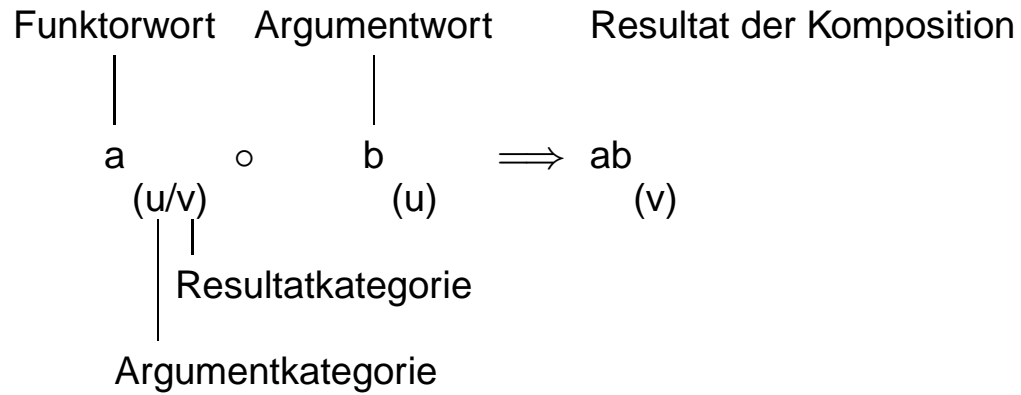 Funktorwort Argumentwort Resultat der Komposition
a ∘ b ⟹ ab
(u/v) (u) (v)
Resultatkategorie
Argumentkategorie